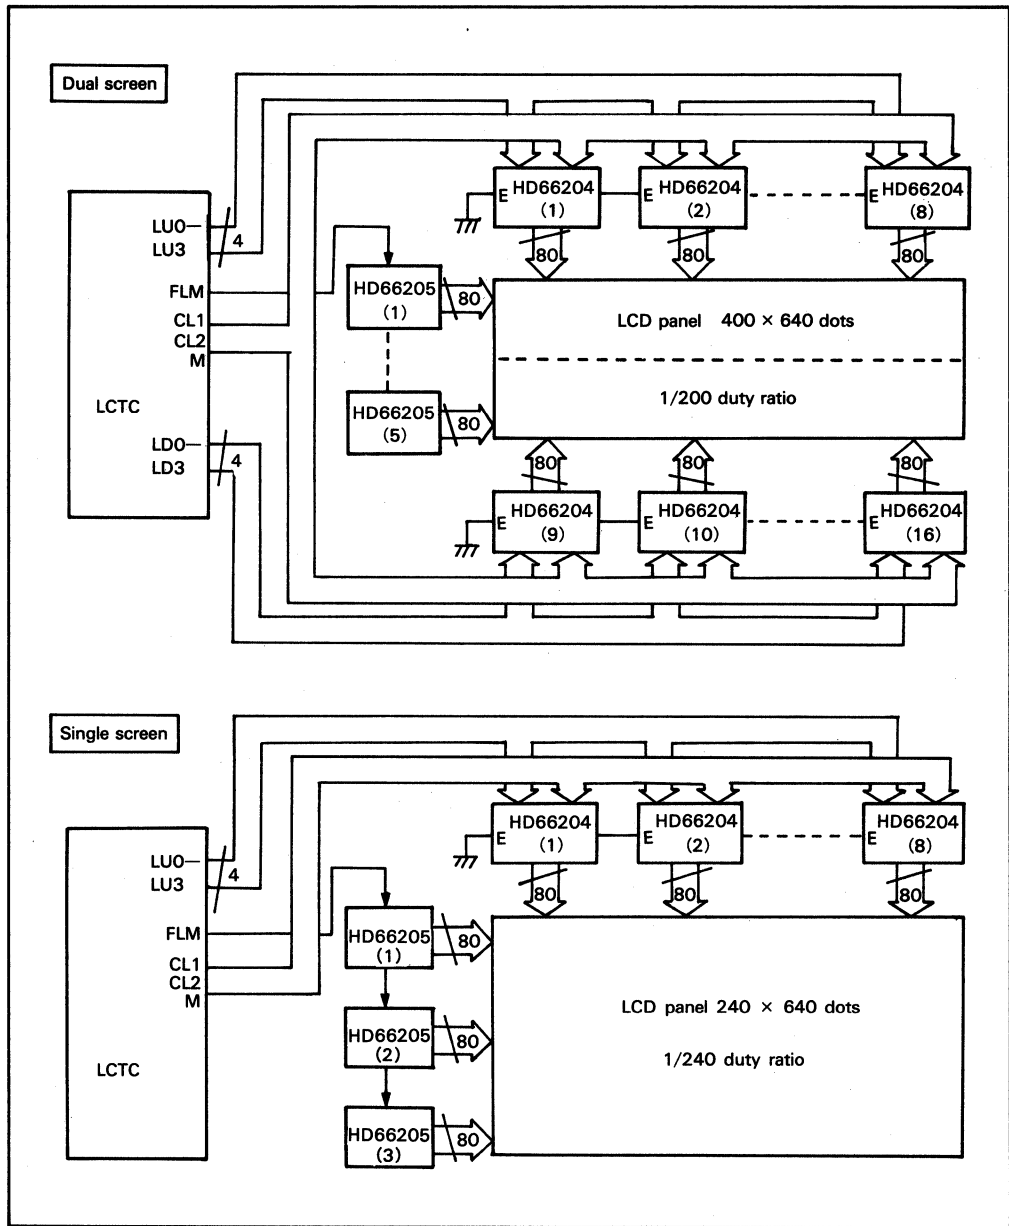 Dual screen
HD66204
(1)
E
HD66204
(2)
E
HD66204
(8)
E
LU0
LU3
4
80
80
80
FLM
CL1
CL2
M
HD66205
(1)
80
LCD panel 400 × 640 dots
LCTC
HD66205
(5)
80
1/200 duty ratio
LD0
LD3
4
80
80
80
E
HD66204
(9)
E
HD66204
(10)
E
HD66204
(16)
Single screen
E
HD66204
(1)
E
HD66204
(2)
E
HD66204
(8)
LU0
LU3
4
80
80
80
FLM
CL1
CL2
M
HD66205
(1)
80
HD66205
(2)
80
LCD panel 240 × 640 dots
1/240 duty ratio
LCTC
HD66205
(3)
80